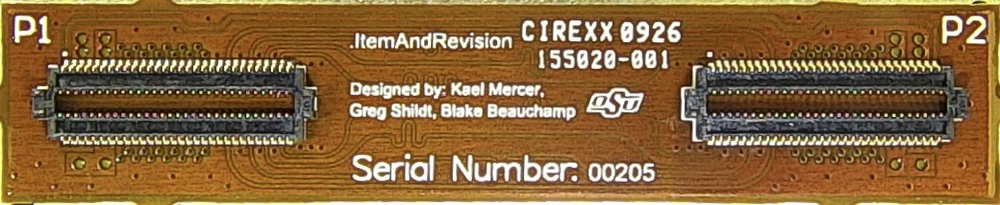 P1
.ItemAndRevision
CIREXX 0926
155020-001
P2
Designed by: Kael Mercer,
Greg Shildt, Blake Beauchamp
OSU
Serial Number: 00205